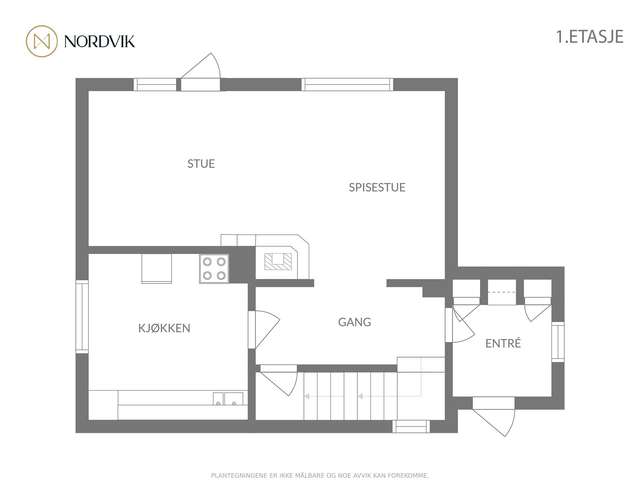 NORDVIK
1.ETASJE
STUE
SPISESTUE
KJØKKEN
GANG
ENTRÉ
PLANTEGNINGENE ER IKKE MÅLBARE OG NOE AVVIK KAN FOREKOMME.